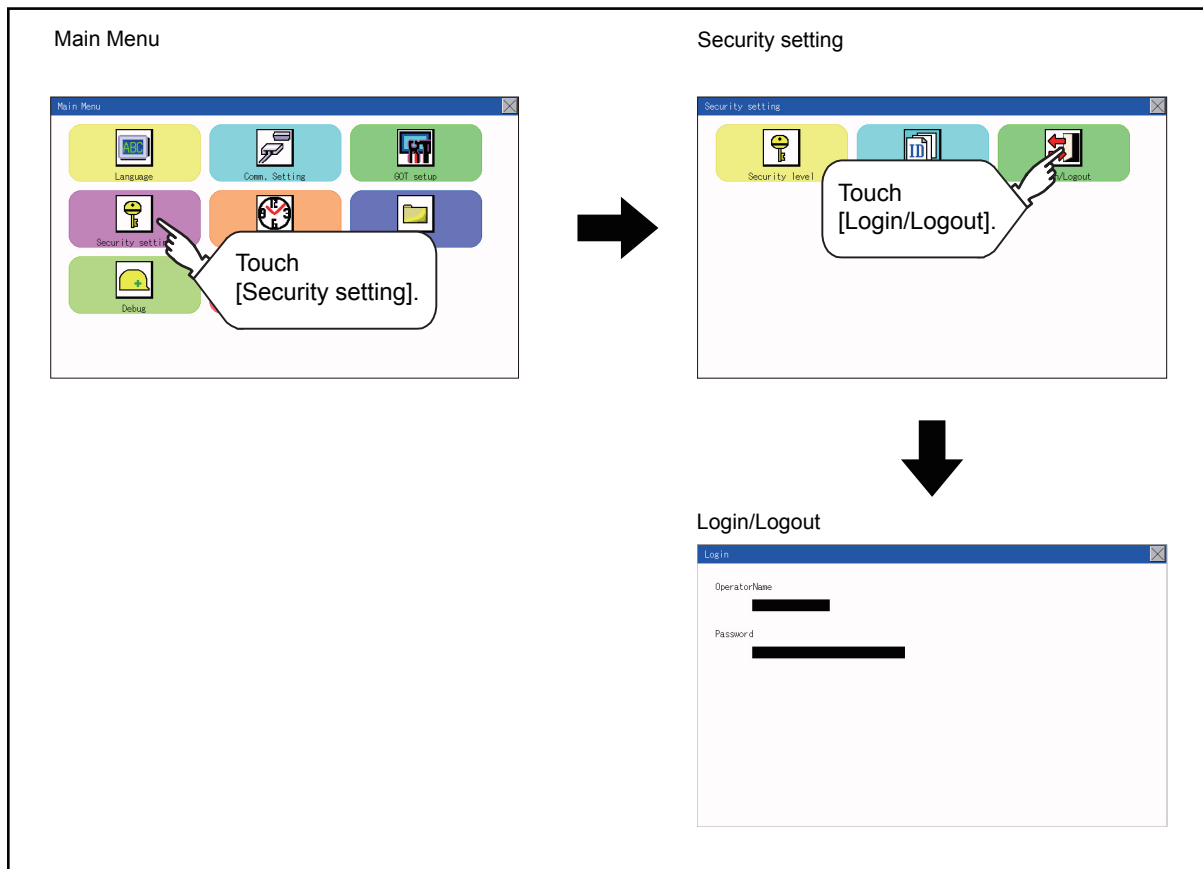 Main Menu
Main Menu
Language
Comm. Setting
GOT setup
Security setting
Debug
Touch
[Security setting].
Security setting
Security setting
Security level
Touch
[Login/Logout].
Login/Logout
Login
OperatorName
Password